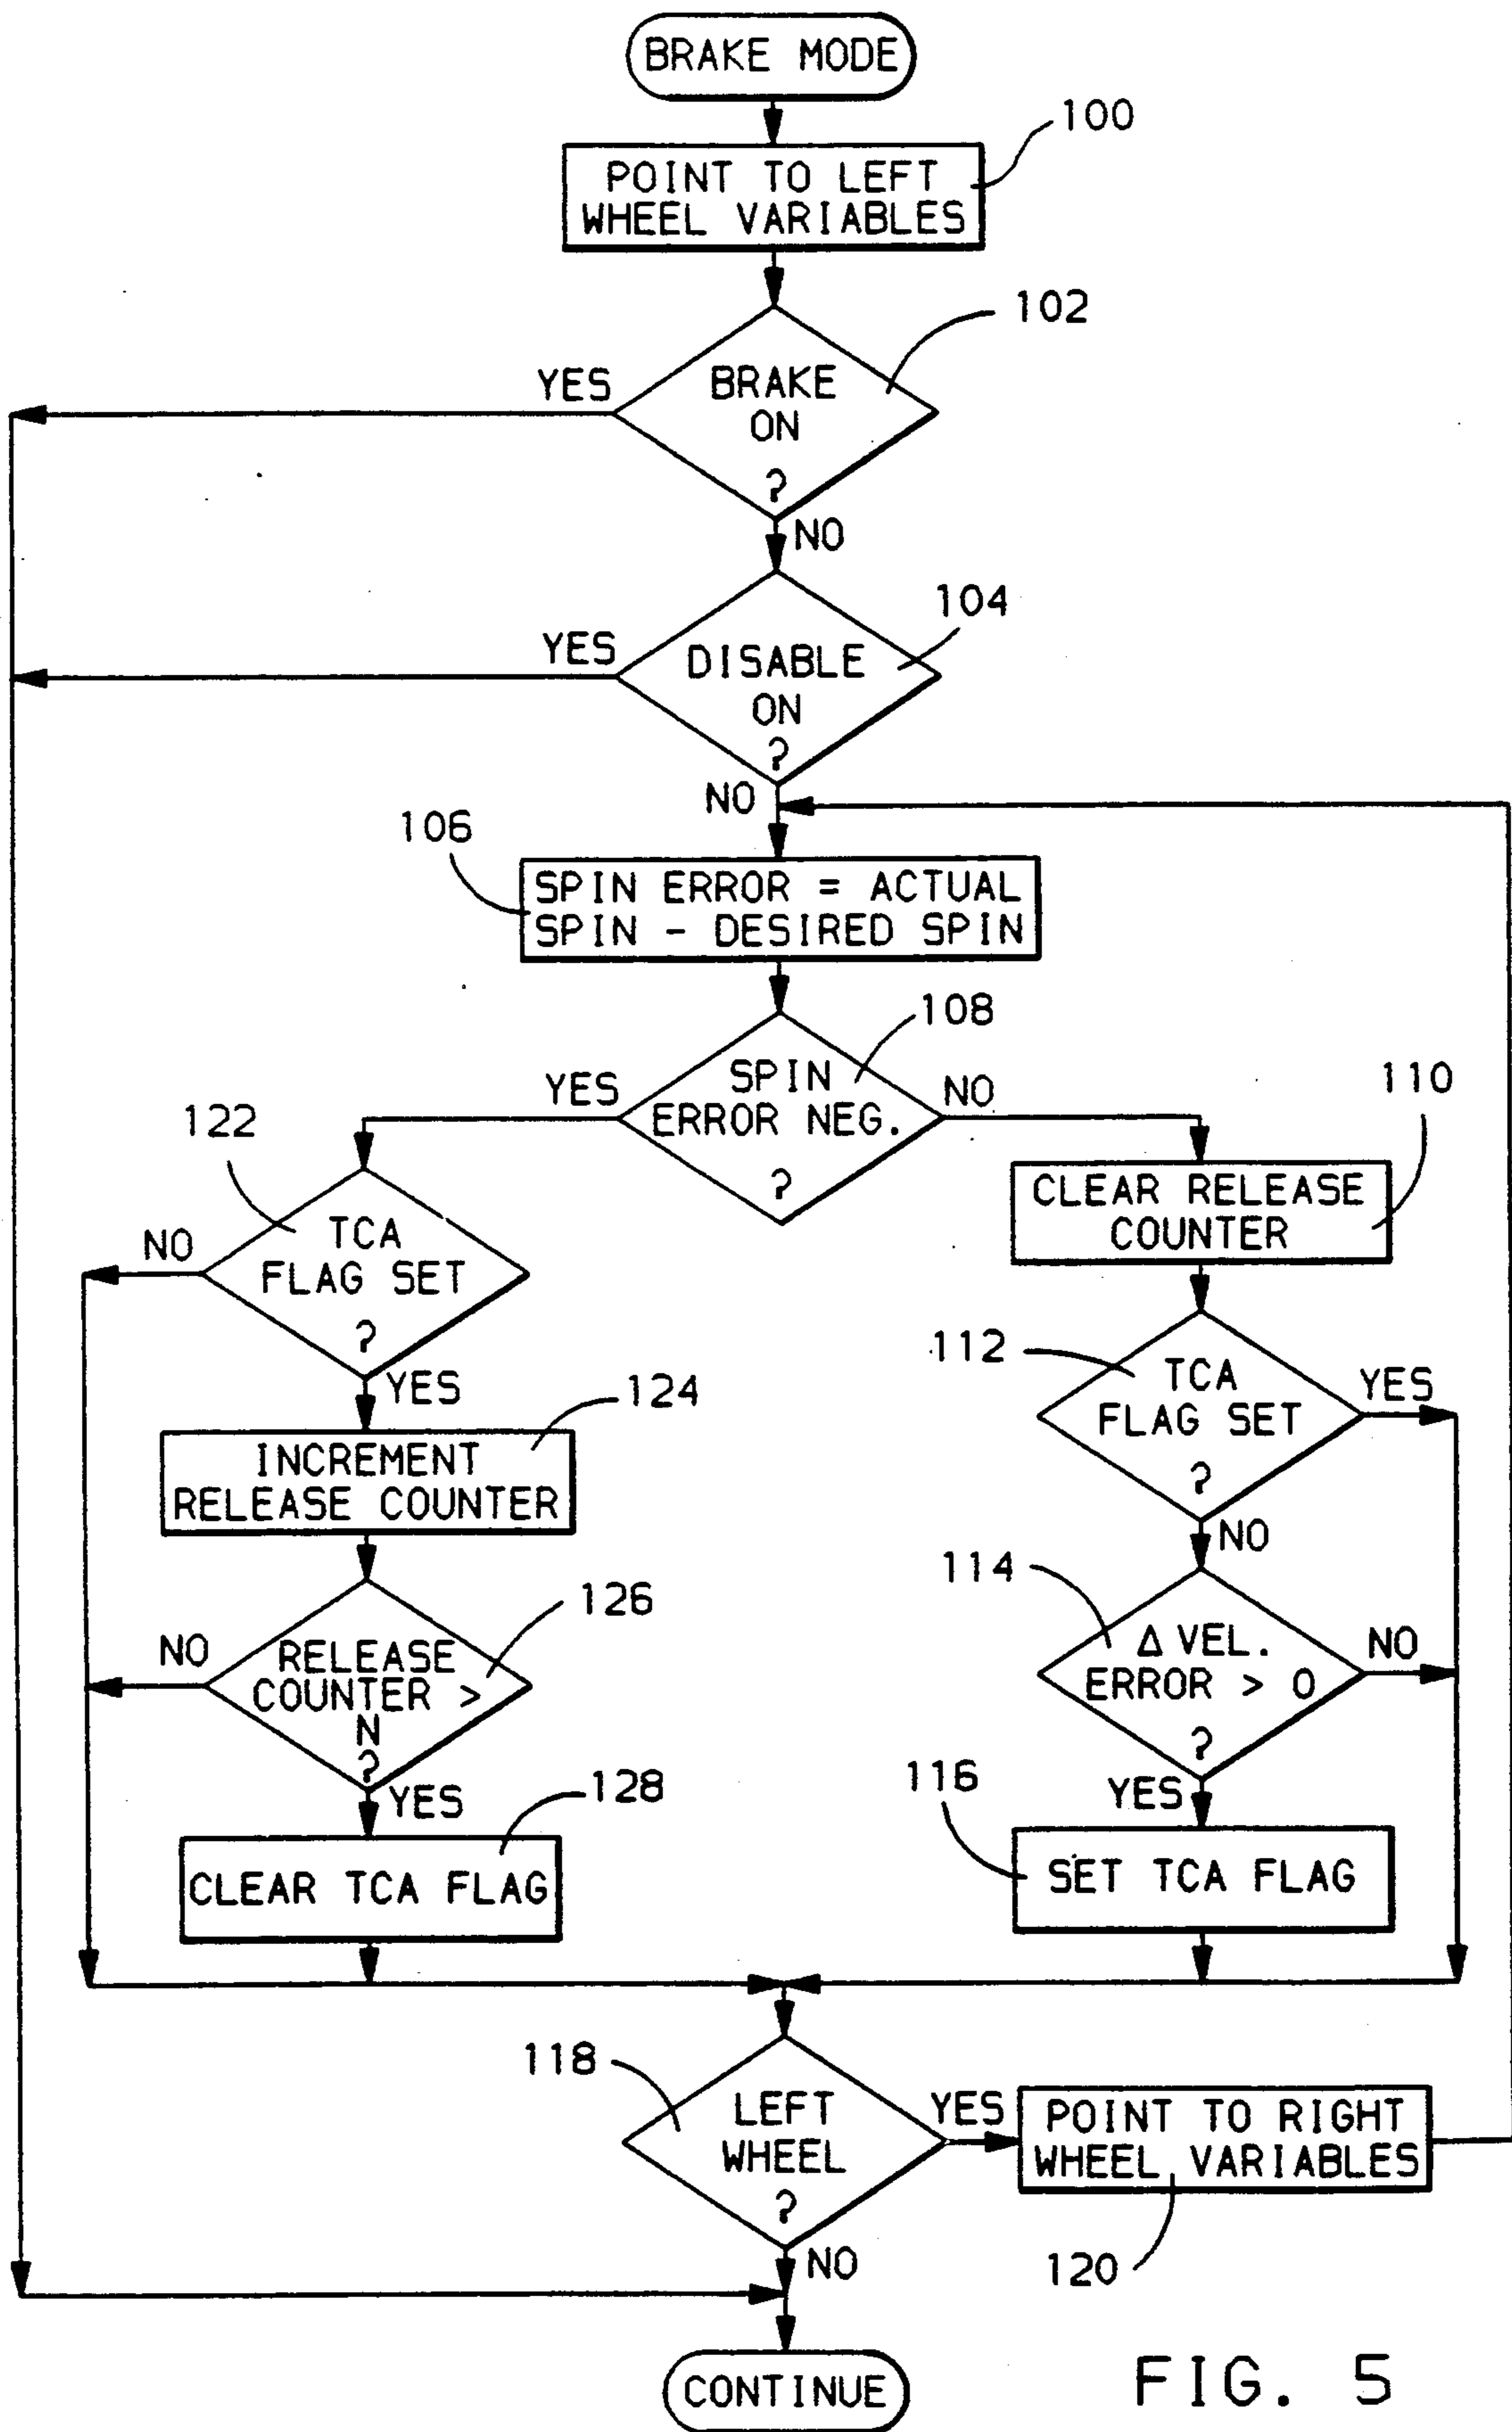 BRAKE MODE
100
POINT TO LEFT
WHEEL VARIABLES
102
YES
BRAKE
ON
?
NO
104
YES
DISABLE
ON
?
NO
106
SPIN ERROR = ACTUAL
SPIN - DESIRED SPIN
108
YES
SPIN
ERROR NEG.
?
NO
110
122
CLEAR RELEASE
COUNTER
NO
TCA
FLAG SET
?
YES
112
TCA
FLAG SET
?
YES
NO
124
INCREMENT
RELEASE COUNTER
114
Δ VEL.
ERROR > 0
?
NO
YES
126
NO
RELEASE
COUNTER >
N
?
YES
128
CLEAR TCA FLAG
116
SET TCA FLAG
118
LEFT
WHEEL
?
YES
POINT TO RIGHT
WHEEL VARIABLES
120
NO
CONTINUE
FIG. 5